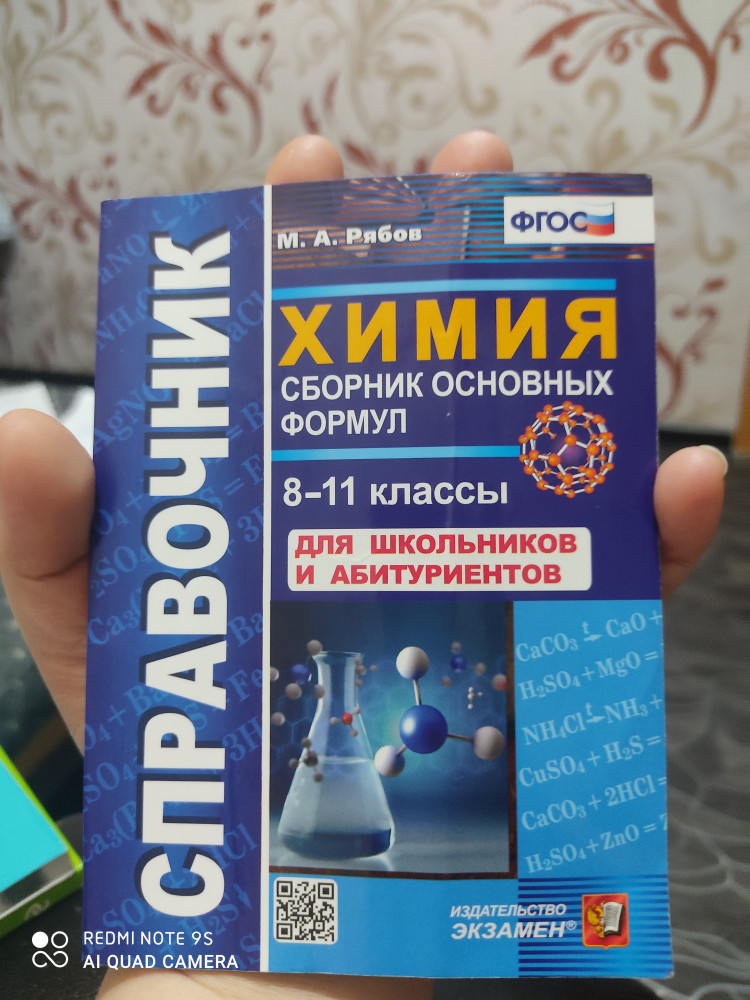 СПРАВОЧНИК
М. А. Рябов
ФГОС
ХИМИЯ
СБОРНИК ОСНОВНЫХ
ФОРМУЛ
8–11 классы
ДЛЯ ШКОЛЬНИКОВ
И АБИТУРИЕНТОВ
CaCO₃ t→ CaO +
H₂SO₄ + MgO =
NH₄Cl t→ NH₃ +
CuSO₄ + H₂S =
CaCO₃ + 2HCl =
H₂SO₄ + ZnO =
ИЗДАТЕЛЬСТВО
ЭКЗАМЕН®
REDMI NOTE 9S
AI QUAD CAMERA